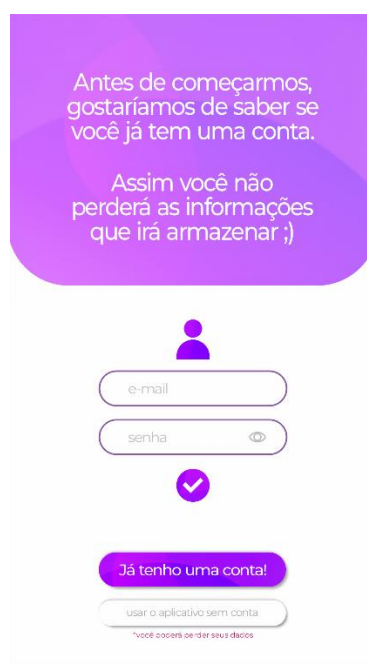 Antes de começarmos,
gostaríamos de saber se
você já tem uma conta.
Assim você não
perderá as informações
que irá armazenar ;)
e-mail
senha
Já tenho uma conta!
usar o aplicativo sem conta
*você poderá perder seus dados